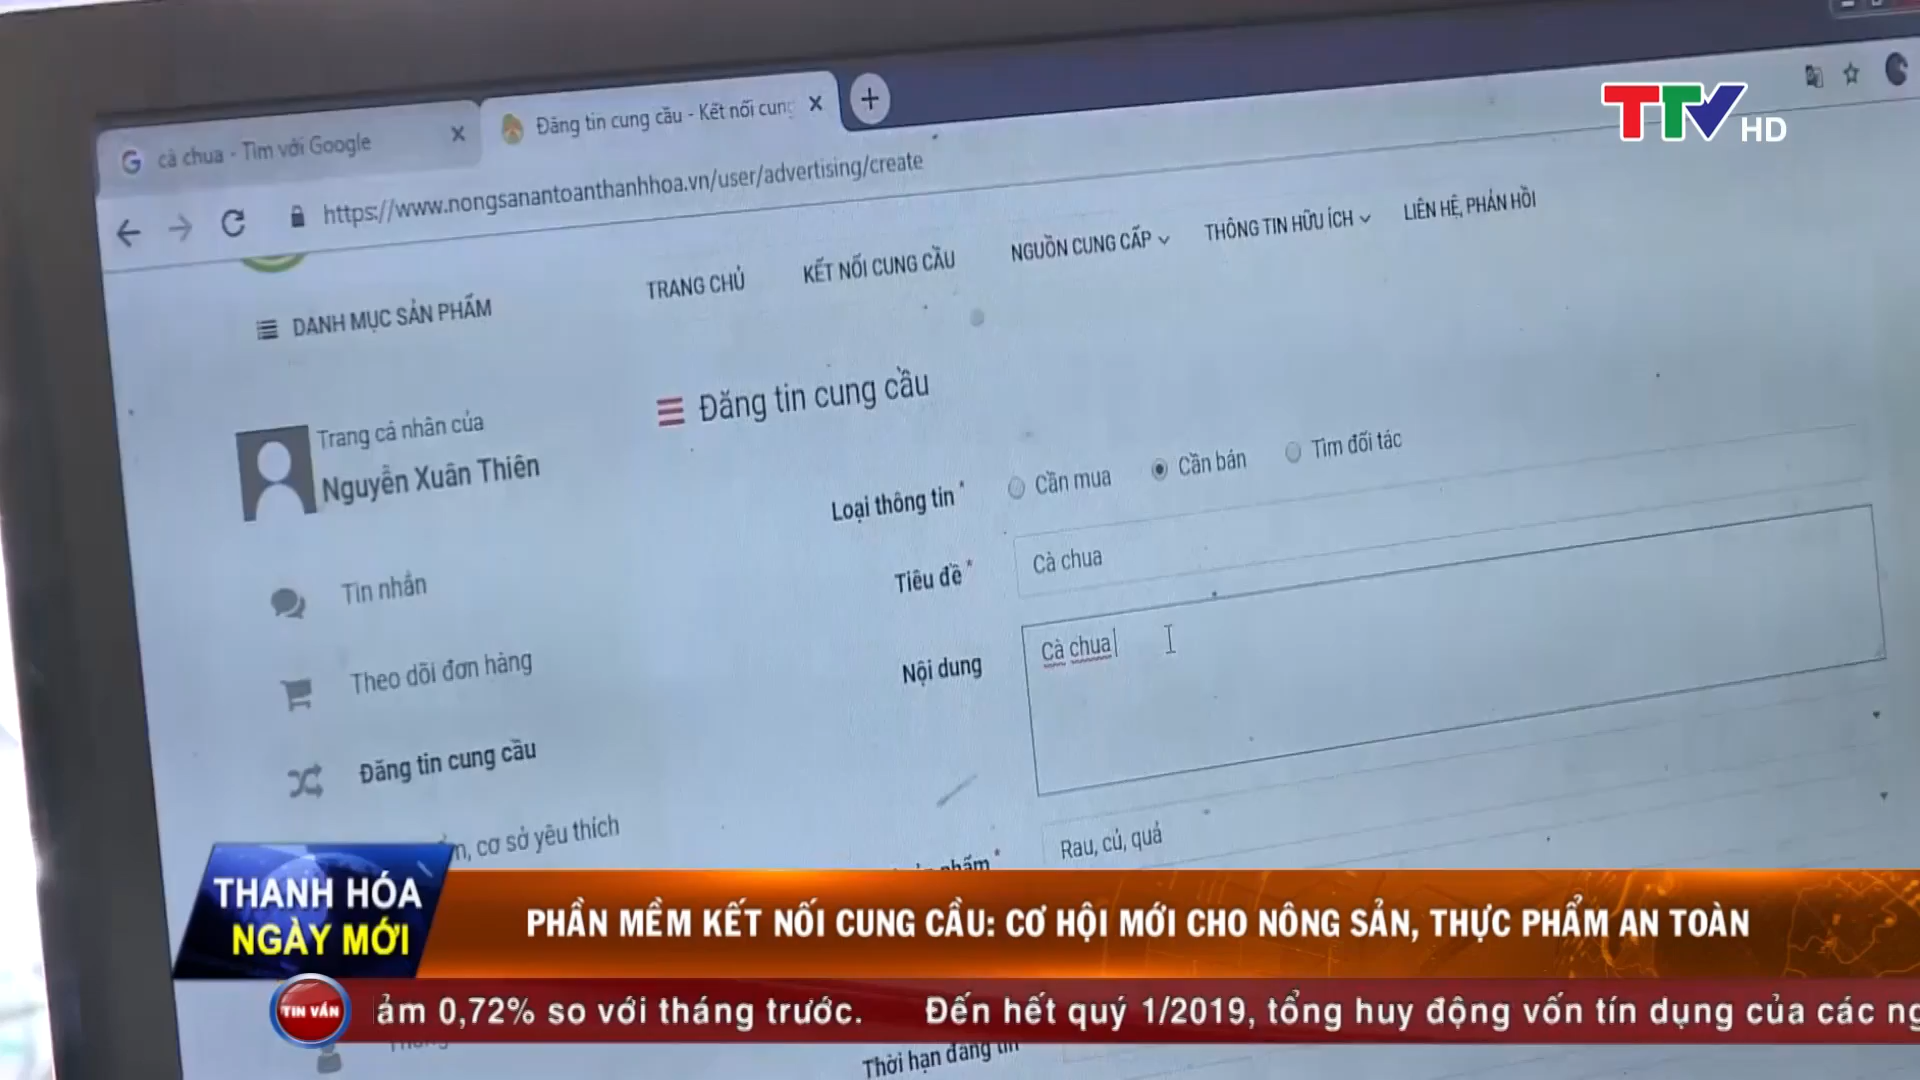 TTV HD
cà chua - Tìm với Google
Đăng tin cung cầu - Kết nối cung
https://www.nongsanantoanthanhhoa.vn/user/advertising/create
DANH MỤC SẢN PHẨM
TRANG CHỦ
KẾT NỐI CUNG CẦU
NGUỒN CUNG CẤP
THÔNG TIN HỮU ÍCH
LIÊN HỆ, PHẢN HỒI
Trang cá nhân của
Nguyễn Xuân Thiên
Tin nhắn
Theo dõi đơn hàng
Đăng tin cung cầu
cơ sở yêu thích
Đăng tin cung cầu
Loại thông tin * Cần mua Cần bán Tìm đối tác
Tiêu đề * Cà chua
Nội dung Cà chua
Rau, củ, quả
THANH HÓA
NGÀY MỚI
PHẦN MỀM KẾT NỐI CUNG CẦU: CƠ HỘI MỚI CHO NÔNG SẢN, THỰC PHẨM AN TOÀN
TIN VẮN
ảm 0,72% so với tháng trước. Đến hết quý 1/2019, tổng huy động vốn tín dụng của các ng
Thời hạn đăng tin